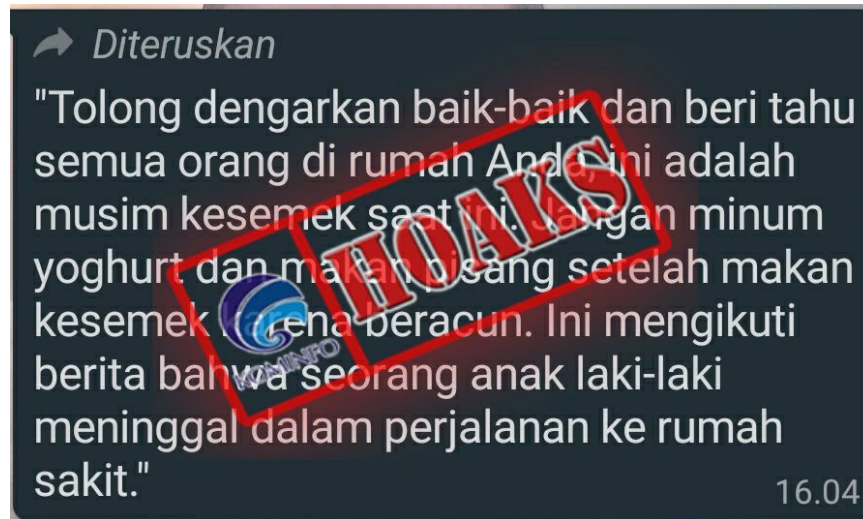 Diteruskan
"Tolong dengarkan baik-baik dan beri tahu
semua orang di rumah Anda, ini adalah
musim kesemek saat ini. Jangan minum
yoghurt dan makan pisang setelah makan
kesemek karena beracun. Ini mengikuti
berita bahwa seorang anak laki-laki
meninggal dalam perjalanan ke rumah
sakit."
16.04
KOMINFO
HOAKS